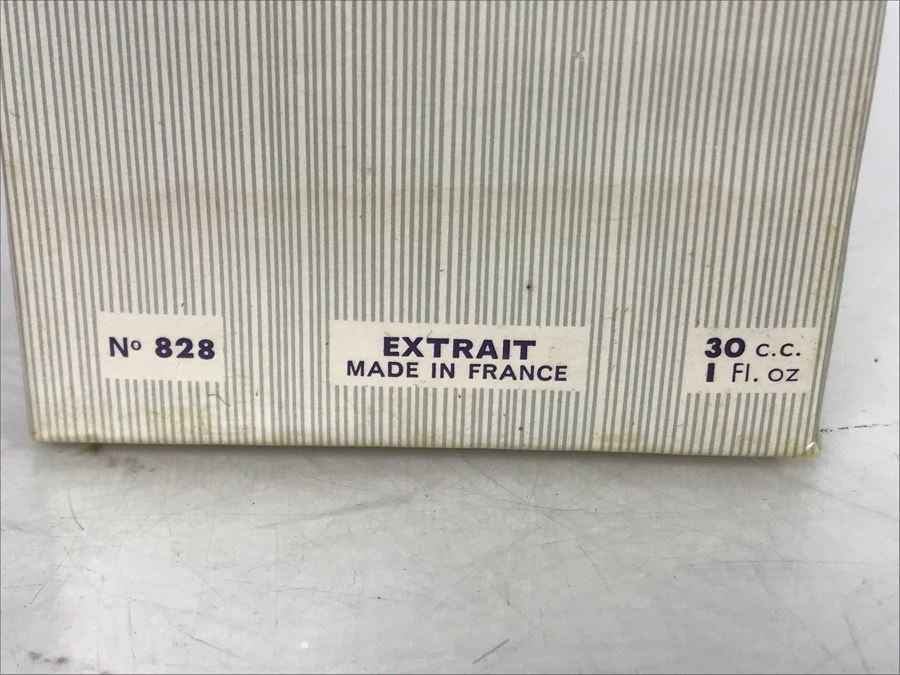 Nº 828
EXTRAIT
MADE IN FRANCE
30 c.c.
1 Fl. oz